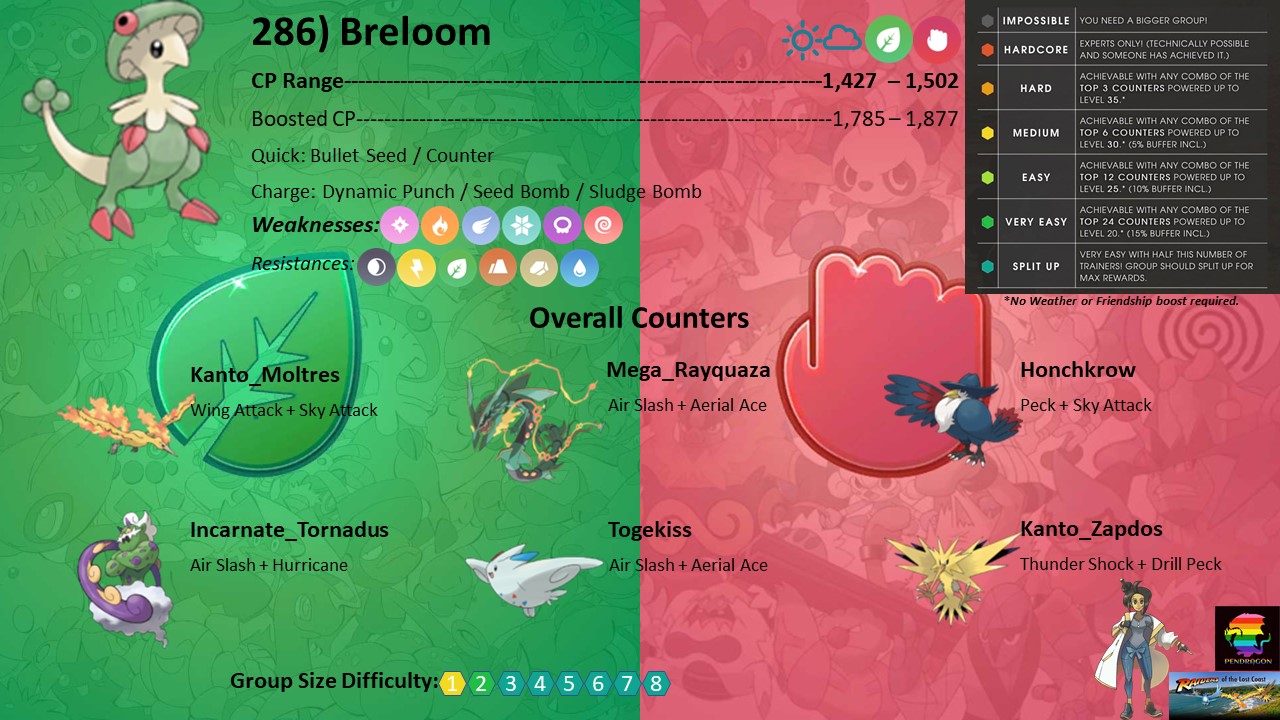 286) Breloom
CP Range---------------------------------------------------------------------------------1,427 – 1,502
Boosted CP---------------------------------------------------------------------------------1,785 – 1,877
Quick: Bullet Seed / Counter
Charge: Dynamic Punch / Seed Bomb / Sludge Bomb
Weaknesses:
Resistances:
IMPOSSIBLE
YOU NEED A BIGGER GROUP!
HARDCORE
EXPERTS ONLY! (TECHNICALLY POSSIBLE
AND SOMEONE HAS ACHIEVED IT.)
HARD
ACHIEVABLE WITH ANY COMBO OF THE
TOP 3 COUNTERS POWERED UP TO
LEVEL 35.*
MEDIUM
ACHIEVABLE WITH ANY COMBO OF THE
TOP 6 COUNTERS POWERED UP TO
LEVEL 30.* (5% BUFFER INCL.)
EASY
ACHIEVABLE WITH ANY COMBO OF THE
TOP 12 COUNTERS POWERED UP TO
LEVEL 25.* (10% BUFFER INCL.)
VERY EASY
ACHIEVABLE WITH ANY COMBO OF THE
TOP 24 COUNTERS POWERED UP TO
LEVEL 20.* (15% BUFFER INCL.)
SPLIT UP
VERY EASY WITH HALF THIS NUMBER OF
TRAINERS! GROUP SHOULD SPLIT UP FOR
MAX REWARDS.
*No Weather or Friendship boost required.
Overall Counters
Kanto_Moltres
Wing Attack + Sky Attack
Mega_Rayquaza
Air Slash + Aerial Ace
Honchkrow
Peck + Sky Attack
Incarnate_Tornadus
Air Slash + Hurricane
Togekiss
Air Slash + Aerial Ace
Kanto_Zapdos
Thunder Shock + Drill Peck
Group Size Difficulty: 1 2 3 4 5 6 7 8
PENDRAGON
RAIDERS of the Lost Coast